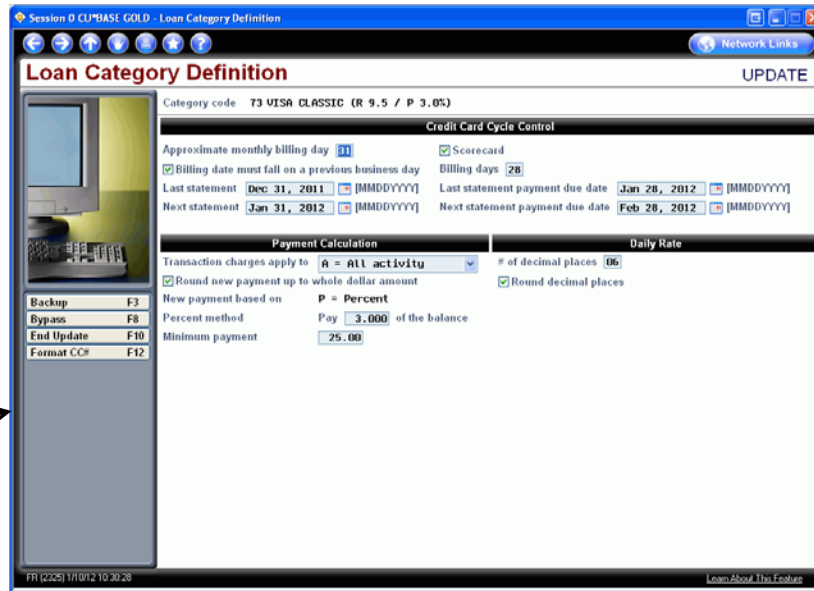 Session 0 CU*BASE GOLD - Loan Category Definition
Network Links
Loan Category Definition
UPDATE
Category code 73 VISA CLASSIC (R 9.5 / P 3.0%)
Credit Card Cycle Control
Approximate monthly billing day 31 Scorecard
Billing date must fall on a previous business day Billing days 28
Last statement Dec 31, 2011 [MMDDYYYY] Last statement payment due date Jan 28, 2012 [MMDDYYYY]
Next statement Jan 31, 2012 [MMDDYYYY] Next statement payment due date Feb 28, 2012 [MMDDYYYY]
Payment Calculation Daily Rate
Transaction charges apply to A = All activity # of decimal places 06
Round new payment up to whole dollar amount Round decimal places
New payment based on P = Percent
Percent method Pay 3.000 of the balance
Minimum payment 25.00
Backup F3
Bypass F8
End Update F10
Format CC# F12
FR (2325) 1/10/12 10:30:28
Learn About This Feature